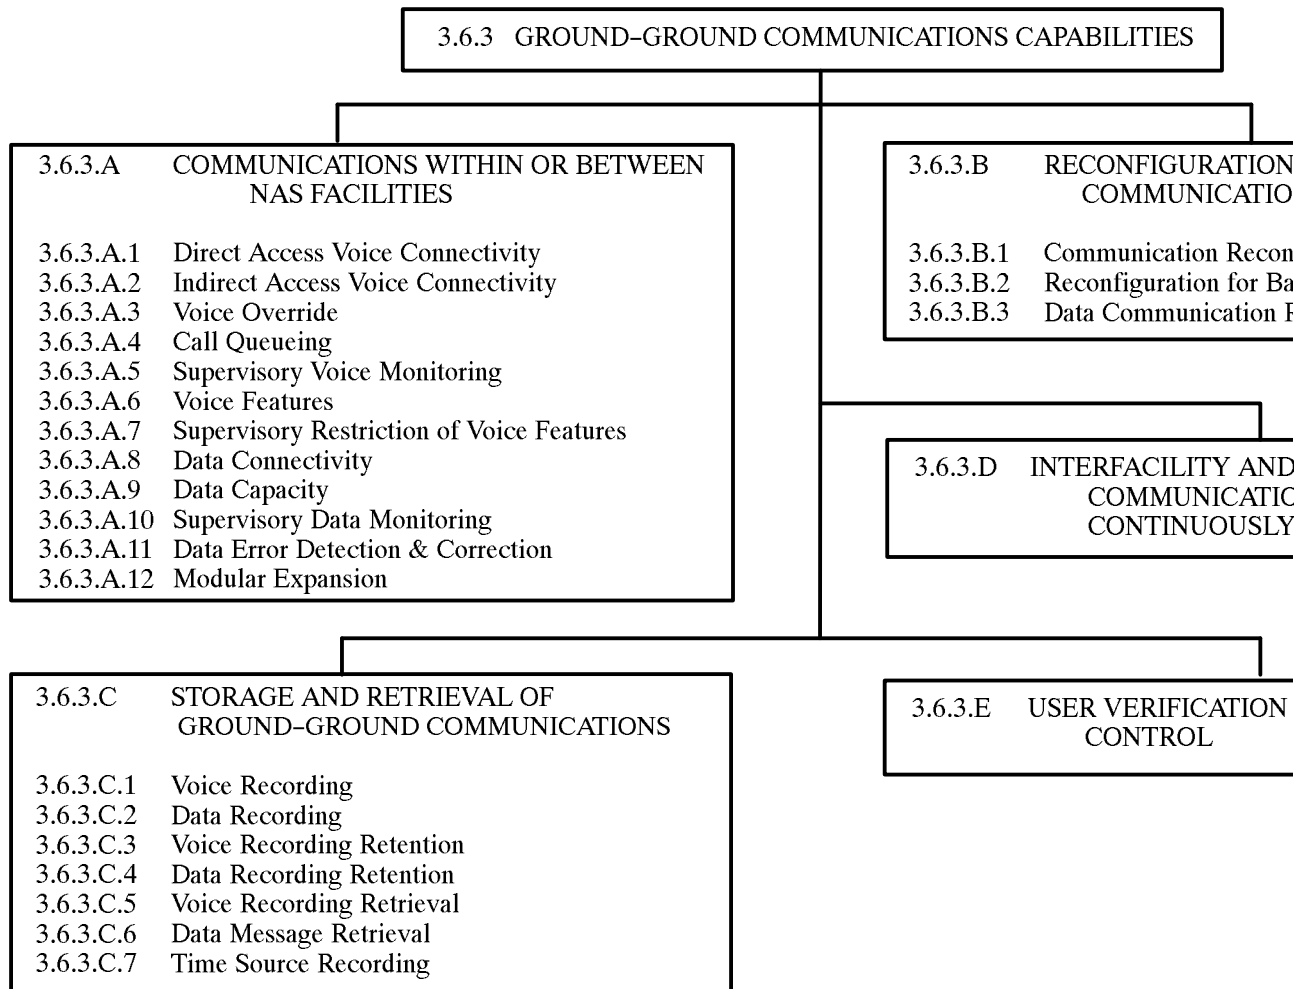 3.6.3 GROUND–GROUND COMMUNICATIONS CAPABILITIES
3.6.3.A COMMUNICATIONS WITHIN OR BETWEEN
NAS FACILITIES
3.6.3.A.1 Direct Access Voice Connectivity
3.6.3.A.2 Indirect Access Voice Connectivity
3.6.3.A.3 Voice Override
3.6.3.A.4 Call Queueing
3.6.3.A.5 Supervisory Voice Monitoring
3.6.3.A.6 Voice Features
3.6.3.A.7 Supervisory Restriction of Voice Features
3.6.3.A.8 Data Connectivity
3.6.3.A.9 Data Capacity
3.6.3.A.10 Supervisory Data Monitoring
3.6.3.A.11 Data Error Detection & Correction
3.6.3.A.12 Modular Expansion
3.6.3.B RECONFIGURATION
3.6.3.B.1 Communication
3.6.3.B.2 Reconfiguration for
3.6.3.B.3 Data Communication
3.6.3.D INTERFACILITY AND
CONTINUOUSLY
3.6.3.C STORAGE AND RETRIEVAL OF
GROUND–GROUND COMMUNICATIONS
3.6.3.C.1 Voice Recording
3.6.3.C.2 Data Recording
3.6.3.C.3 Voice Recording Retention
3.6.3.C.4 Data Recording Retention
3.6.3.C.5 Voice Recording Retrieval
3.6.3.C.6 Data Message Retrieval
3.6.3.C.7 Time Source Recording
3.6.3.E USER VERIFICATION
CONTROL